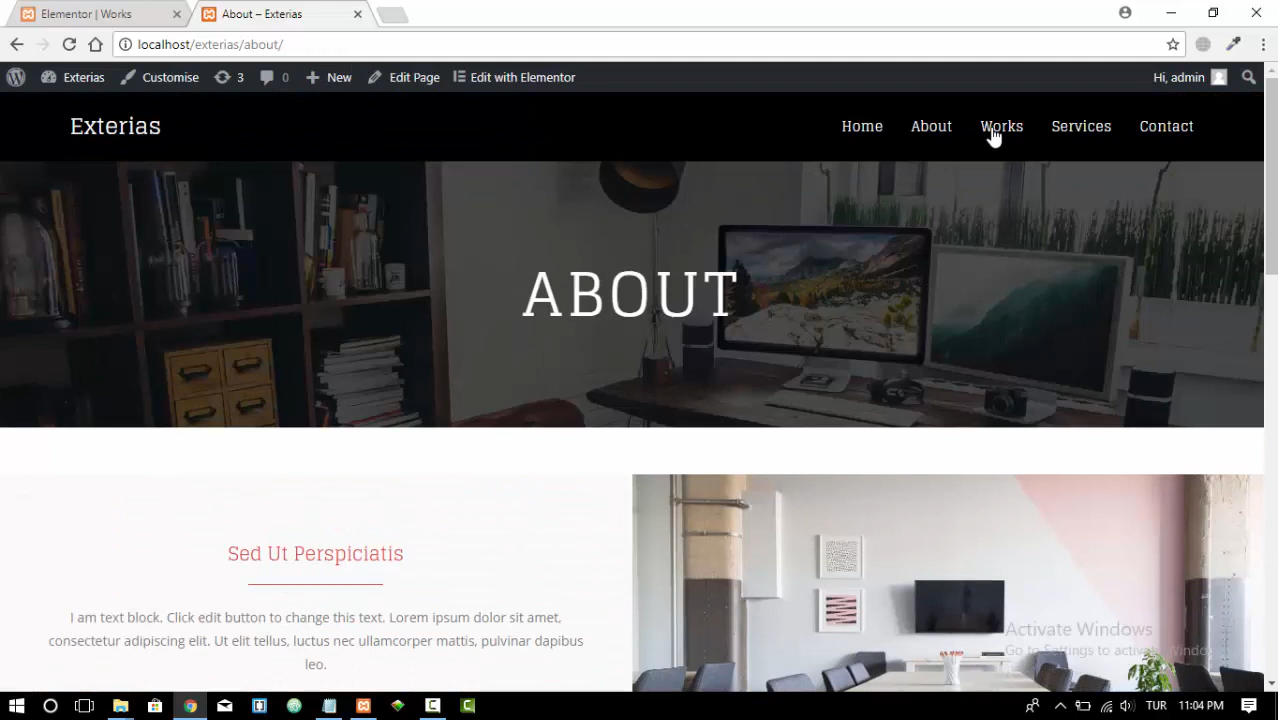 Elementor | Works
About – Exterias
localhost/exterias/about/
Exterias
Customise
3
0
New
Edit Page
Edit with Elementor
Hi, admin
Exterias
Home
About
Works
Services
Contact
ABOUT
Sed Ut Perspiciatis
I am text block. Click edit button to change this text. Lorem ipsum dolor sit amet,
consectetur adipiscing elit. Ut elit tellus, luctus nec ullamcorper mattis, pulvinar dapibus
leo.
Activate Windows
Go to Settings to activate Windo
TUR
11:04 PM